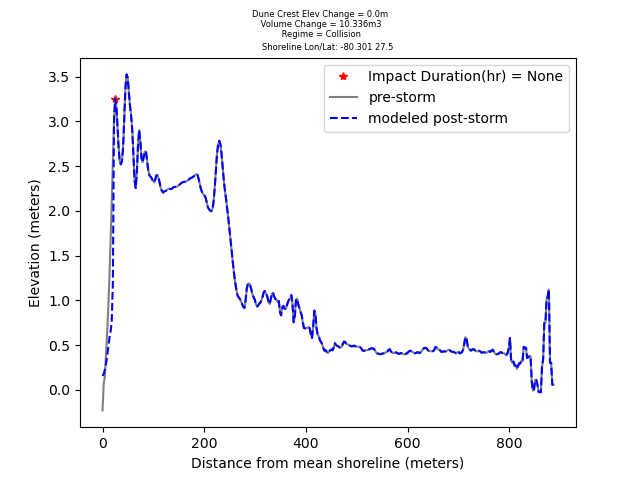 Dune Crest Elev Change = 0.0m
Volume Change = 10.336m3
Regime = Collision
Shoreline Lon/Lat: -80.301 27.5
Impact Duration(hr) = None
pre-storm
modeled post-storm
Elevation (meters)
3.5
3.0
2.5
2.0
1.5
1.0
0.5
0.0
0 200 400 600 800
Distance from mean shoreline (meters)